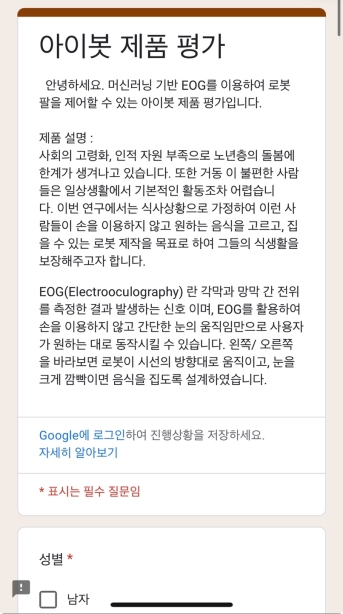 아이봇 제품 평가
안녕하세요. 머신러닝 기반 EOG를 이용하여 로봇
팔을 제어할 수 있는 아이봇 제품 평가입니다.
제품 설명 :
사회의 고령화, 인적 자원 부족으로 노년층의 돌봄에
한계가 생겨나고 있습니다. 또한 거동 이 불편한 사람
들은 일상생활에서 기본적인 활동조차 어렵습니
다. 이번 연구에서는 식사상황으로 가정하여 이런 사
람들이 손을 이용하지 않고 원하는 음식을 고르고, 집
을 수 있는 로봇 제작을 목표로 하여 그들의 식생활을
보장해주고자 합니다.
EOG(Electrooculography) 란 각막과 망막 간 전위
를 측정한 결과 발생하는 신호 이며, EOG를 활용하여
손을 이용하지 않고 간단한 눈의 움직임만으로 사용자
가 원하는 대로 동작시킬 수 있습니다. 왼쪽/ 오른쪽
을 바라보면 로봇이 시선의 방향대로 움직이고, 눈을
크게 깜빡이면 음식을 집도록 설계하였습니다.
Google에 로그인하여 진행상황을 저장하세요.
자세히 알아보기
* 표시는 필수 질문임
성별 *
남자